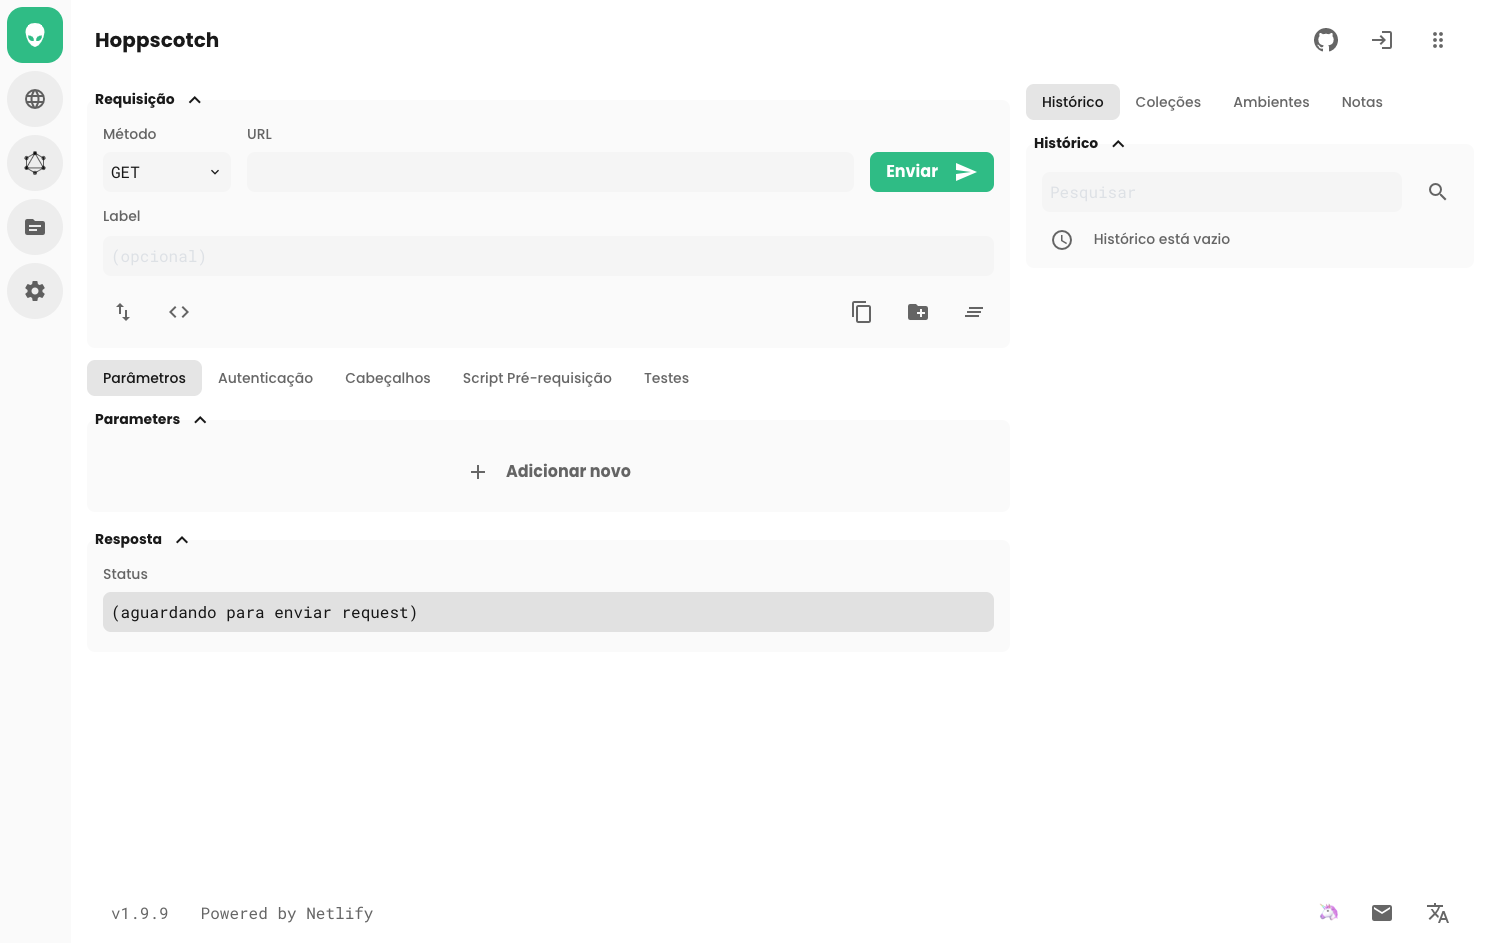 Hoppscotch
Requisição
Método
URL
GET
Enviar
Label
(opcional)
Parâmetros Autenticação Cabeçalhos Script Pré-requisição Testes
Parameters
Adicionar novo
Resposta
Status
(aguardando para enviar request)
Histórico Coleções Ambientes Notas
Histórico
Pesquisar
Histórico está vazio
v1.9.9 Powered by Netlify